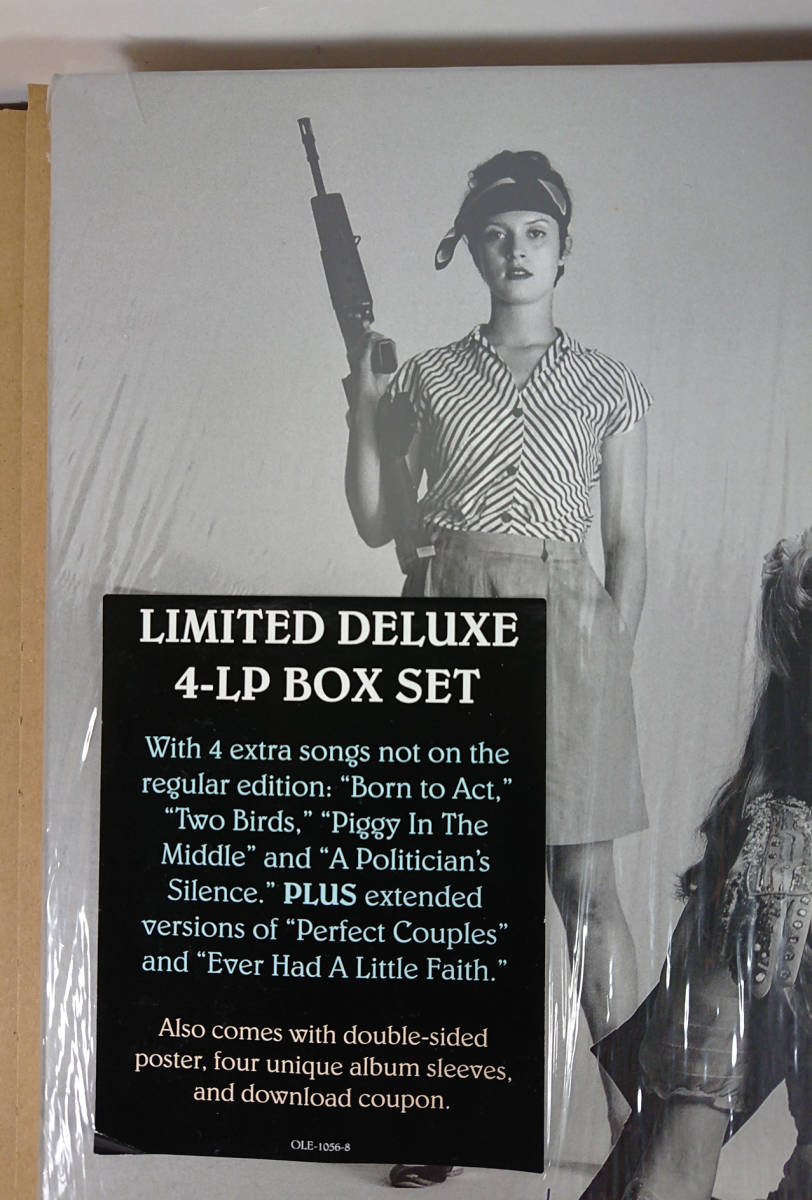 LIMITED DELUXE
4-LP BOX SET
With 4 extra songs not on the
regular edition: “Born to Act,”
“Two Birds,” “Piggy In The
Middle” and “A Politician’s
Silence.” PLUS extended
versions of “Perfect Couples”
and “Ever Had A Little Faith.”
Also comes with double-sided
poster, four unique album sleeves,
and download coupon.
OLE-1056-8